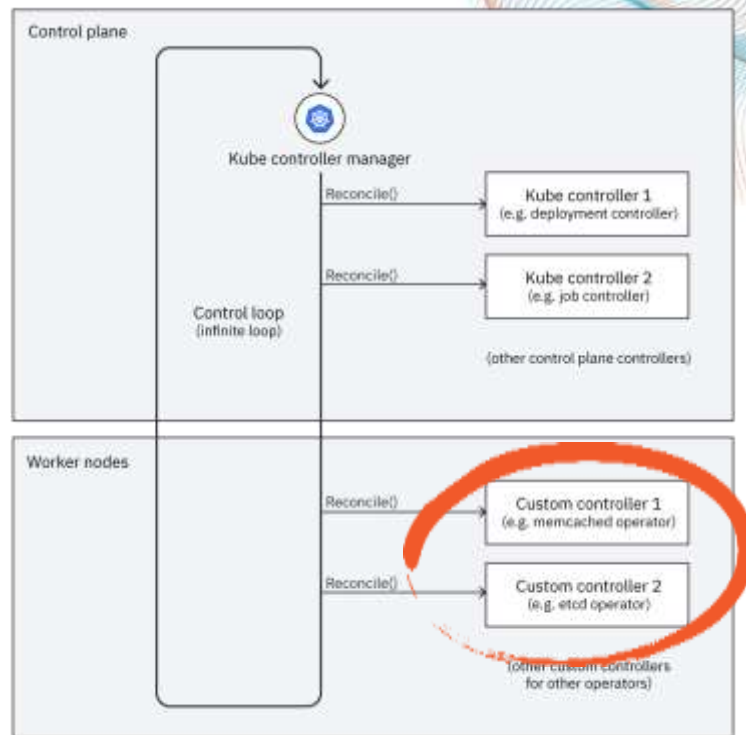 Control plane
Kube controller manager
Reconcile()
Kube controller 1
(e.g. deployment controller)
Reconcile()
Kube controller 2
(e.g. job controller)
Control loop
(infinite loop)
(other control plane controllers)
Worker nodes
Reconcile()
Custom controller 1
(e.g. memcached operator)
Reconcile()
Custom controller 2
(e.g. etcd operator)
(other custom controllers
for other operators)